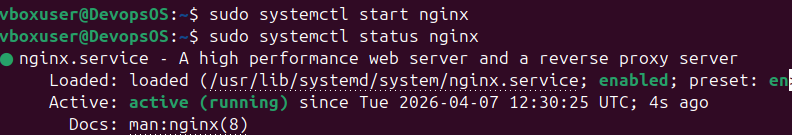 vboxuser@DevopsOS:~$ sudo systemctl start nginx
vboxuser@DevopsOS:~$ sudo systemctl status nginx
● nginx.service - A high performance web server and a reverse proxy server
Loaded: loaded (/usr/lib/systemd/system/nginx.service; enabled; preset: en
Active: active (running) since Tue 2026-04-07 12:30:25 UTC; 4s ago
Docs: man:nginx(8)